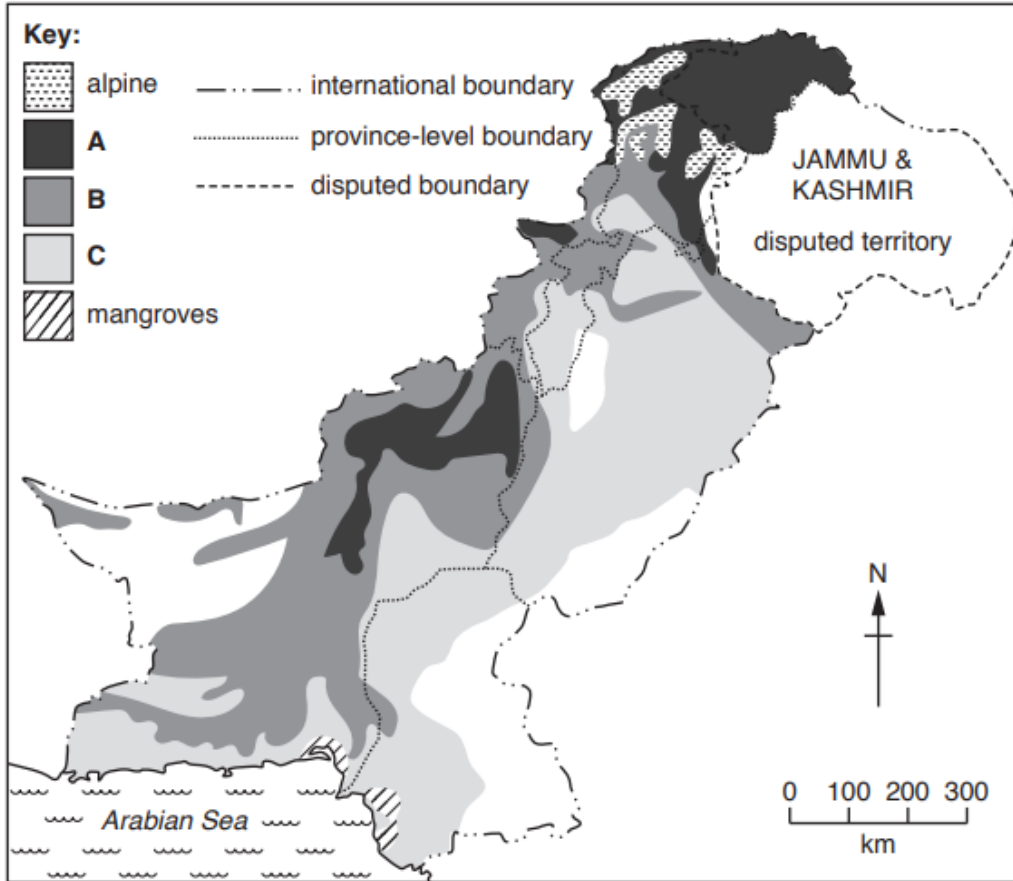 Key:
alpine
A
B
C
mangroves
international boundary
province-level boundary
disputed boundary
JAMMU &
KASHMIR
disputed territory
N
Arabian Sea
0 100 200 300
km